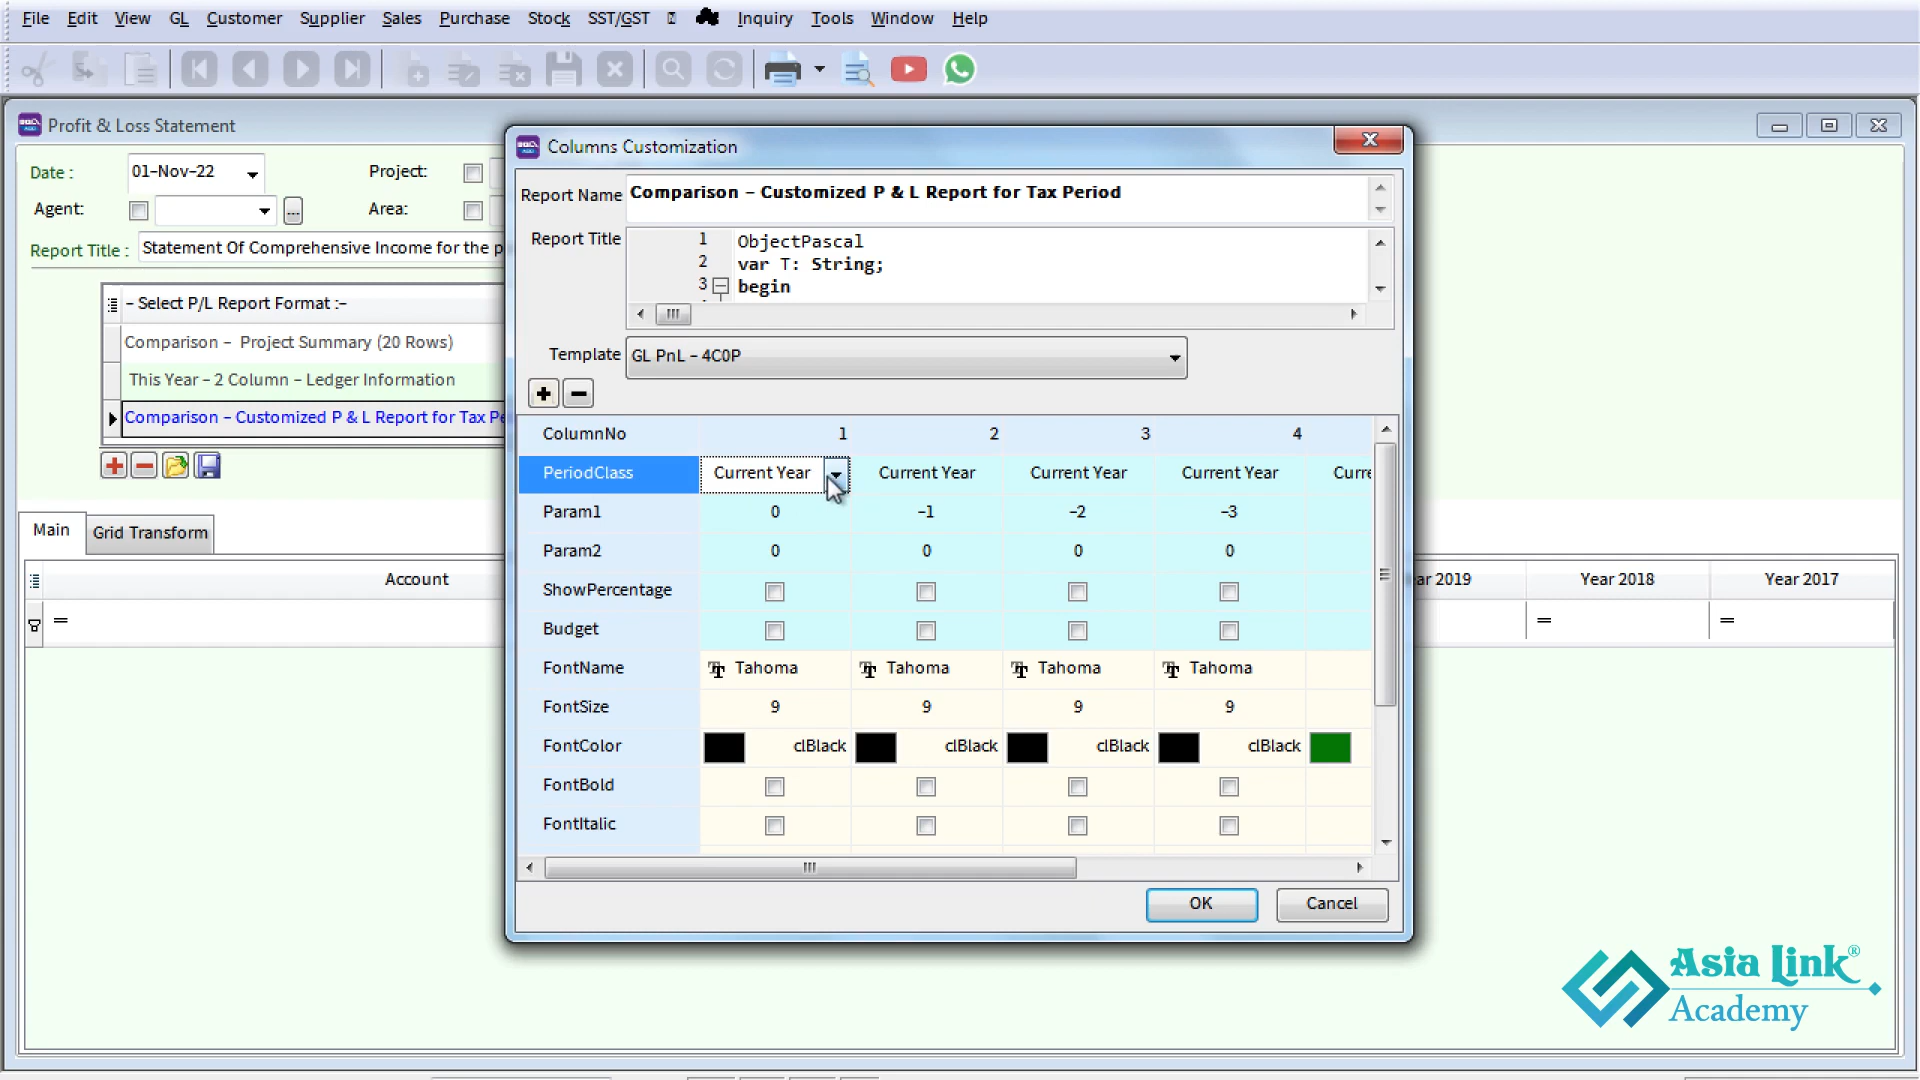 File Edit View GL Customer Supplier Sales Purchase Stock SST/GST Inquiry Tools Window Help
Profit & Loss Statement
Date : 01-Nov-22 Project:
Agent: ... Area:
Report Title : Statement Of Comprehensive Income for the p
- Select P/L Report Format :-
Comparison - Project Summary (20 Rows)
This Year - 2 Column - Ledger Information
Comparison - Customized P & L Report for Tax Pe
Main Grid Transform
Account
=
Columns Customization
Report Name Comparison - Customized P & L Report for Tax Period
Report Title 1 ObjectPascal
2 var T: String;
3 begin
Template GL PnL - 4C0P
ColumnNo 1 2 3 4
PeriodClass Current Year Current Year Current Year Current Year Curre
Param1 0 -1 -2 -3
Param2 0 0 0 0
ShowPercentage
Budget
FontName Tahoma Tahoma Tahoma Tahoma
FontSize 9 9 9 9
FontColor clBlack clBlack clBlack clBlack
FontBold
FontItalic
OK Cancel
ar 2019 Year 2018 Year 2017
= =
Asia Link®
Academy